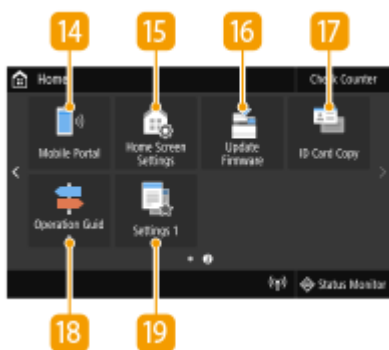 14 15 16 17
Home Check Counter
Mobile Portal
Home Screen
Settings
Update
Firmware
ID Card Copy
Operation Guid
Settings 1
Status Monitor
18 19